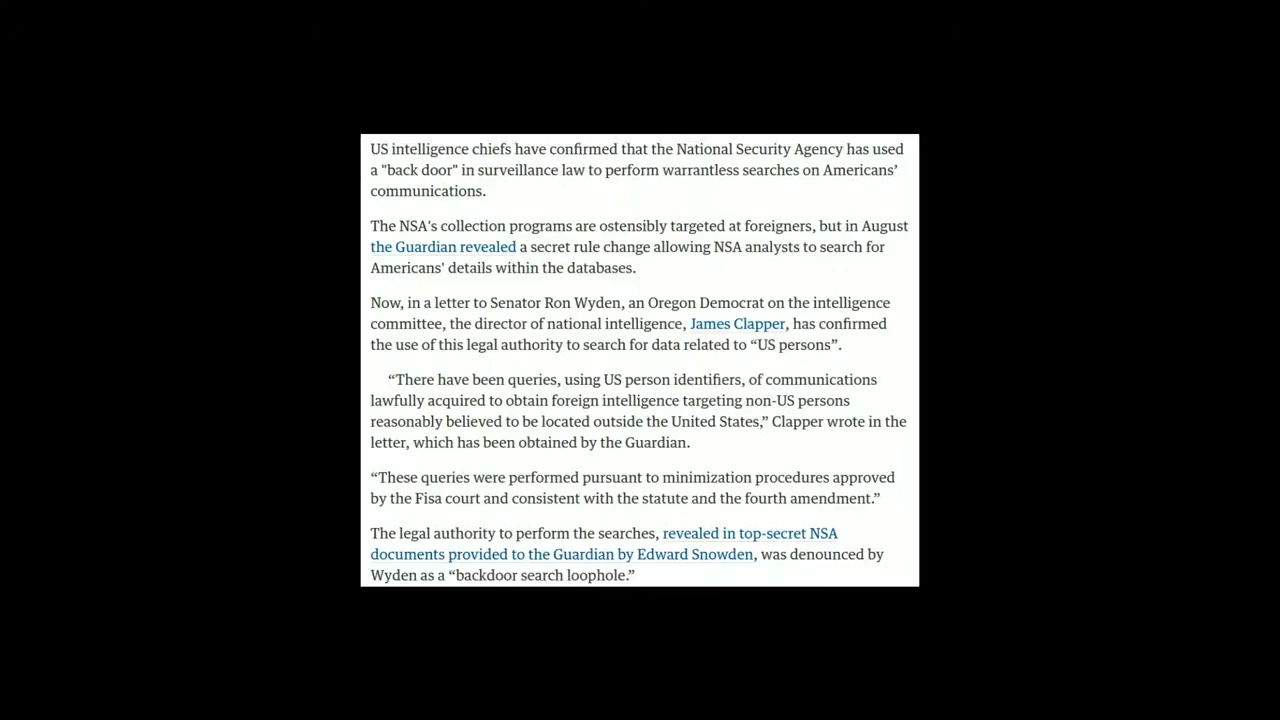 US intelligence chiefs have confirmed that the National Security Agency has used
a "back door" in surveillance law to perform warrantless searches on Americans’
communications.
The NSA's collection programs are ostensibly targeted at foreigners, but in August
the Guardian revealed a secret rule change allowing NSA analysts to search for
Americans' details within the databases.
Now, in a letter to Senator Ron Wyden, an Oregon Democrat on the intelligence
committee, the director of national intelligence, James Clapper, has confirmed
the use of this legal authority to search for data related to “US persons”.
“There have been queries, using US person identifiers, of communications
lawfully acquired to obtain foreign intelligence targeting non-US persons
reasonably believed to be located outside the United States,” Clapper wrote in the
letter, which has been obtained by the Guardian.
“These queries were performed pursuant to minimization procedures approved
by the Fisa court and consistent with the statute and the fourth amendment.”
The legal authority to perform the searches, revealed in top-secret NSA
documents provided to the Guardian by Edward Snowden, was denounced by
Wyden as a “backdoor search loophole.”